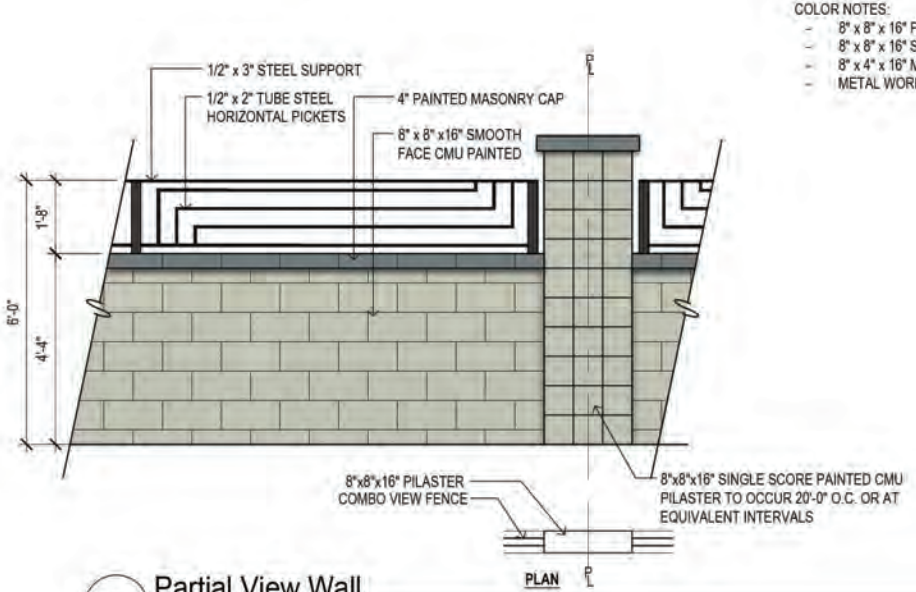 COLOR NOTES:
- 8" x 8" x 16"
- 8" x 8" x 16"
- 8" x 4" x 16"
- METAL
P
L
1/2" x 3" STEEL SUPPORT
1/2" x 2" TUBE STEEL
HORIZONTAL PICKETS
4" PAINTED MASONRY CAP
8" x 8" x16" SMOOTH
FACE CMU PAINTED
1'-8"
6'-0"
4'-4"
8"x8"x16" PILASTER
COMBO VIEW FENCE
8"x8"x16" SINGLE SCORE PAINTED CMU
PILASTER TO OCCUR 20'-0" O.C. OR AT
EQUIVALENT INTERVALS
PLAN
P
L
Partial View Wall